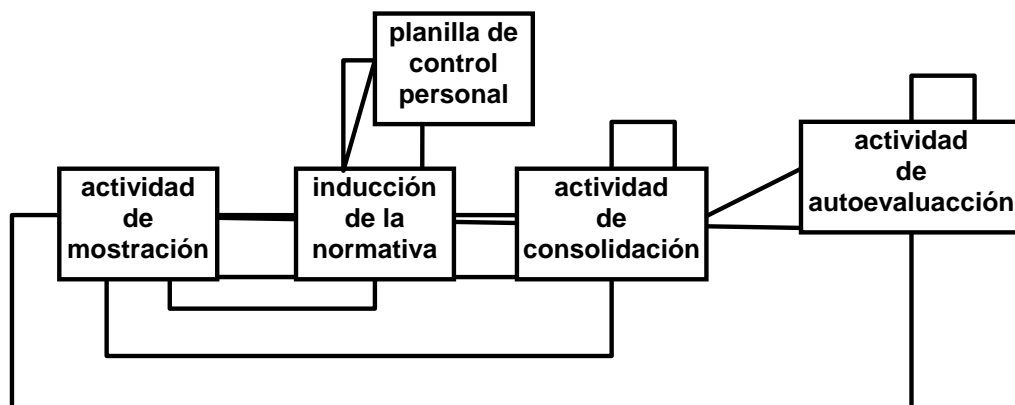 planilla de
control
personal
actividad
de
mostración
inducción
de la
normativa
actividad
de
consolidación
actividad
de
autoevaluacción